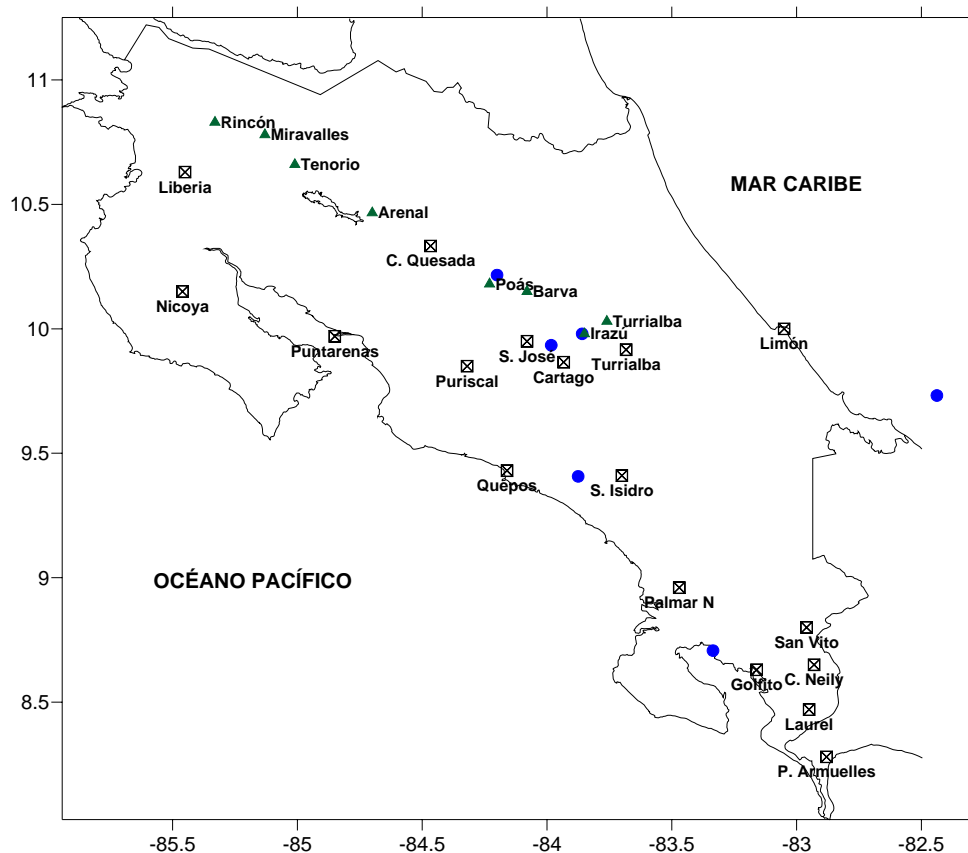 11
Rincón
Miravalles
Tenorio
Liberia
MAR CARIBE
10.5
Arenal
C. Quesada
Poás
Barva
Nicoya
Turrialba
Irazú
10
Limón
Puntarenas
S. José
Turrialba
Cartago
Puriscal
9.5
Quepos
S. Isidro
9
OCÉANO PACÍFICO
Palmar N
San Vito
Golfito
C. Neily
8.5
Laurel
P. Armuelles
-85.5 -85 -84.5 -84 -83.5 -83 -82.5